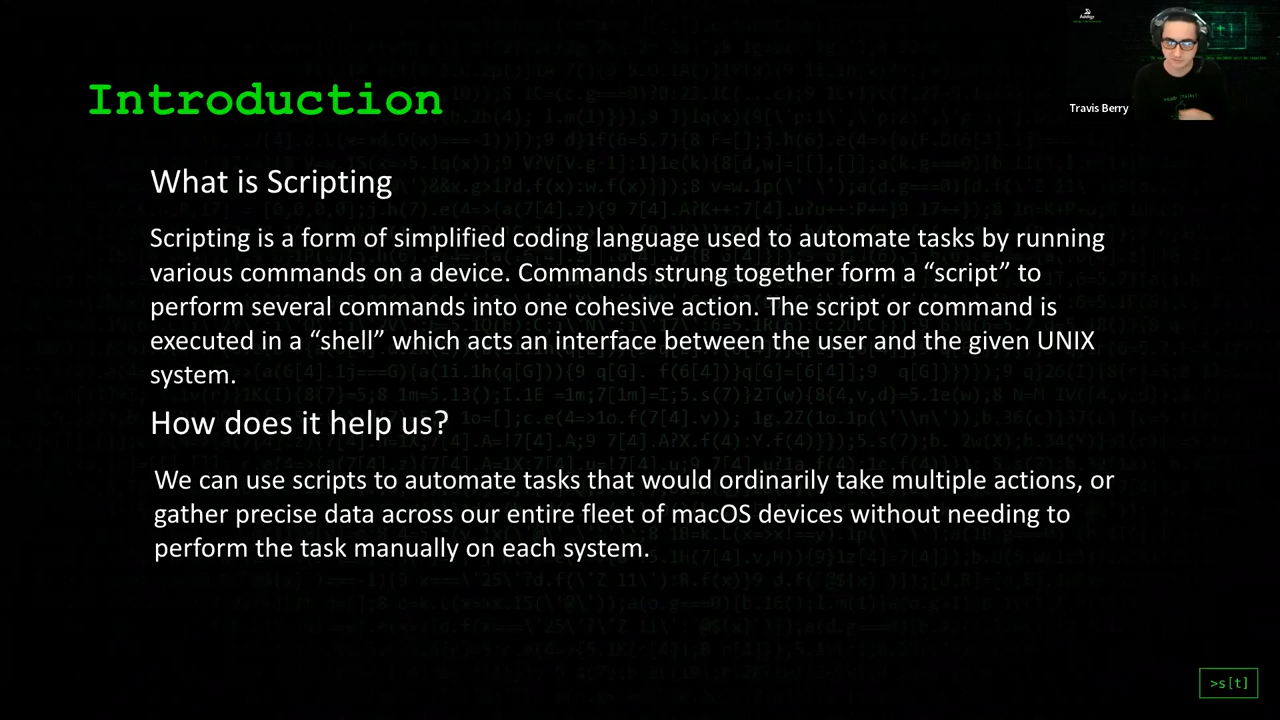 Introduction
Travis Berry
What is Scripting
Scripting is a form of simplified coding language used to automate tasks by running
various commands on a device. Commands strung together form a “script” to
perform several commands into one cohesive action. The script or command is
executed in a “shell” which acts an interface between the user and the given UNIX
system.
How does it help us?
We can use scripts to automate tasks that would ordinarily take multiple actions, or
gather precise data across our entire fleet of macOS devices without needing to
perform the task manually on each system.
>s[t]